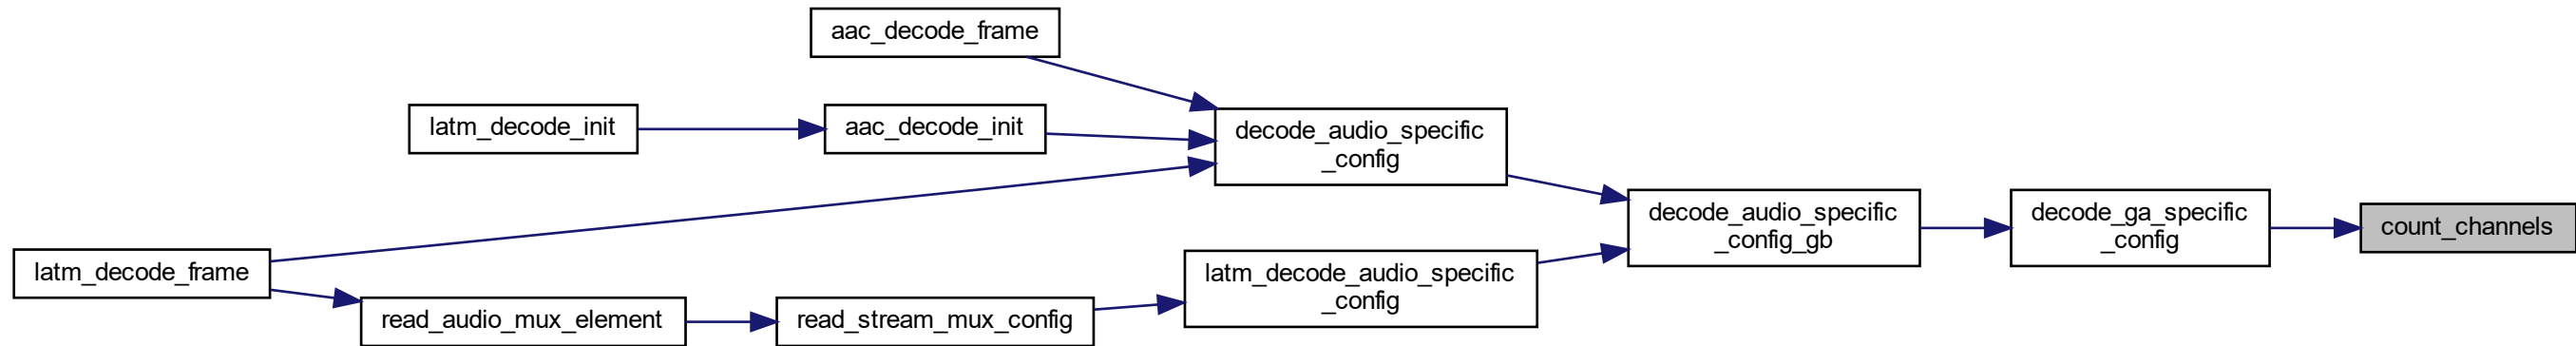 aac_decode_frame
latm_decode_init
aac_decode_init
decode_audio_specific
_config
decode_audio_specific
_config_gb
decode_ga_specific
_config
count_channels
latm_decode_frame
latm_decode_audio_specific
_config
read_audio_mux_element
read_stream_mux_config